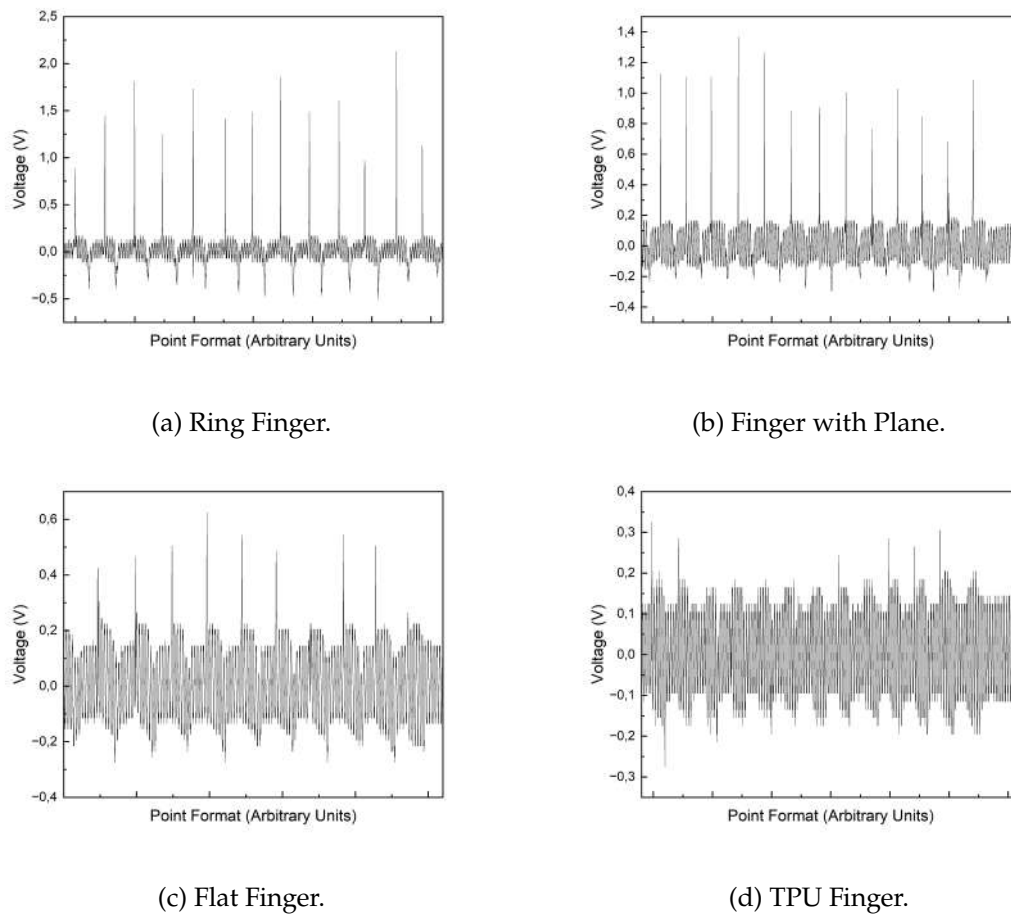 2,5
2,0
1,5
1,0
0,5
0,0
−0,5
Voltage (V)
Point Format (Arbitrary Units)
(a) Ring Finger.
1,4
1,2
1,0
0,8
0,6
0,4
0,2
0,0
−0,2
−0,4
Voltage (V)
Point Format (Arbitrary Units)
(b) Finger with Plane.
0,6
0,4
0,2
0,0
−0,2
−0,4
Voltage (V)
Point Format (Arbitrary Units)
(c) Flat Finger.
0,4
0,3
0,2
0,1
0,0
−0,1
−0,2
−0,3
Voltage (V)
Point Format (Arbitrary Units)
(d) TPU Finger.